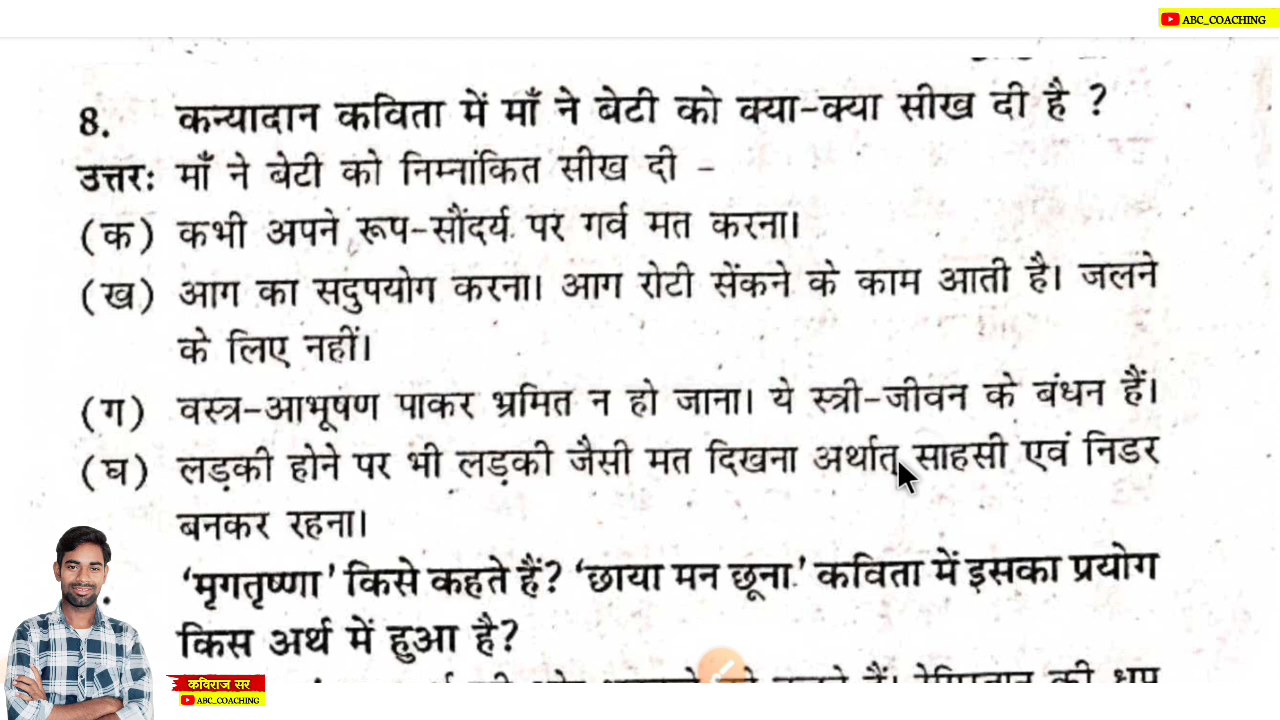 ABC_COACHING
8. कन्यादान कविता में माँ ने बेटी को क्या-क्या सीख दी है ?
उत्तरः माँ ने बेटी को निम्नांकित सीख दी -
(क) कभी अपने रूप-सौंदर्य पर गर्व मत करना।
(ख) आग का सदुपयोग करना। आग रोटी सेंकने के काम आती है। जलने
के लिए नहीं।
(ग) वस्त्र-आभूषण पाकर भ्रमित न हो जाना। ये स्त्री-जीवन के बंधन हैं।
(घ) लड़की होने पर भी लड़की जैसी मत दिखना अर्थात् साहसी एवं निडर
बनकर रहना।
'मृगतृष्णा' किसे कहते हैं? 'छाया मन छूना' कविता में इसका प्रयोग
किस अर्थ में हुआ है?
कविराज सर
ABC_COACHING